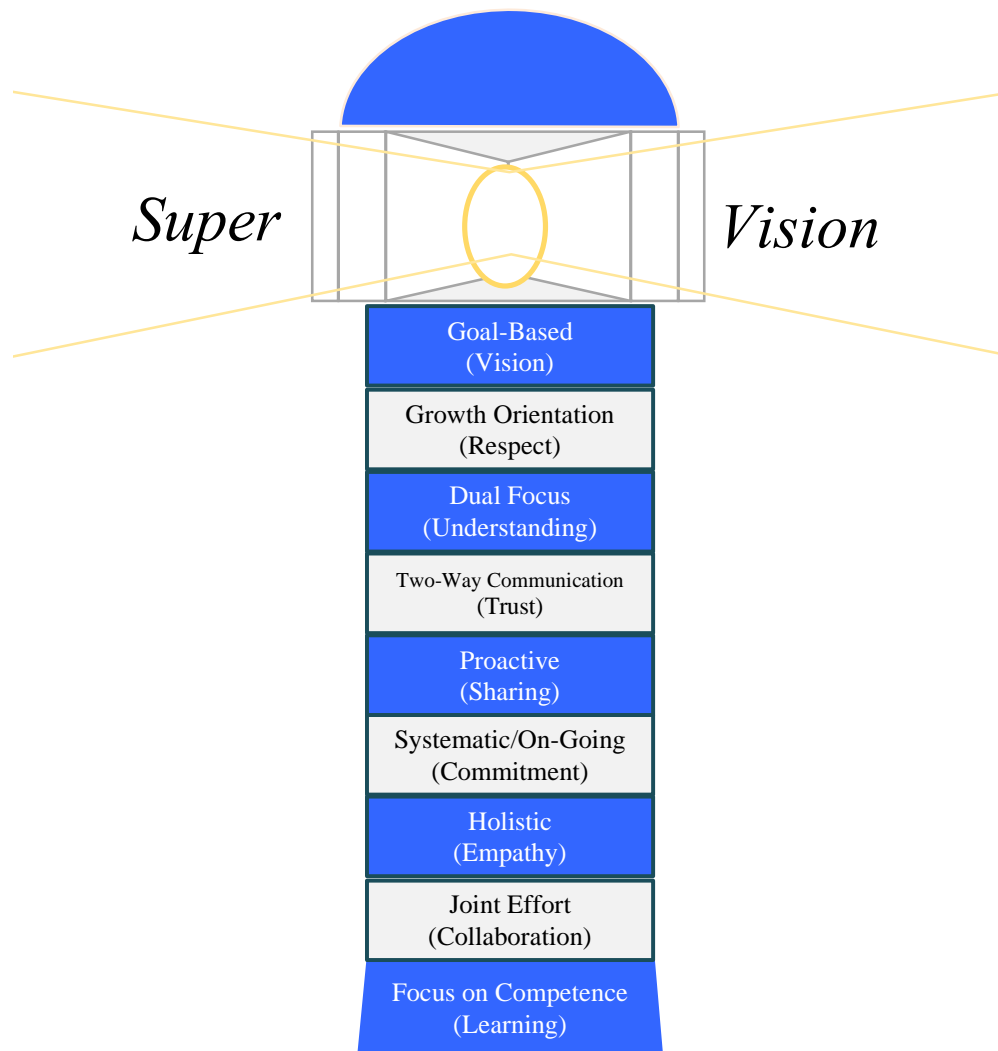 Super
Vision
Goal-Based
(Vision)
Growth Orientation
(Respect)
Dual Focus
(Understanding)
Two-Way Communication
(Trust)
Proactive
(Sharing)
Systematic/On-Going
(Commitment)
Holistic
(Empathy)
Joint Effort
(Collaboration)
Focus on Competence
(Learning)